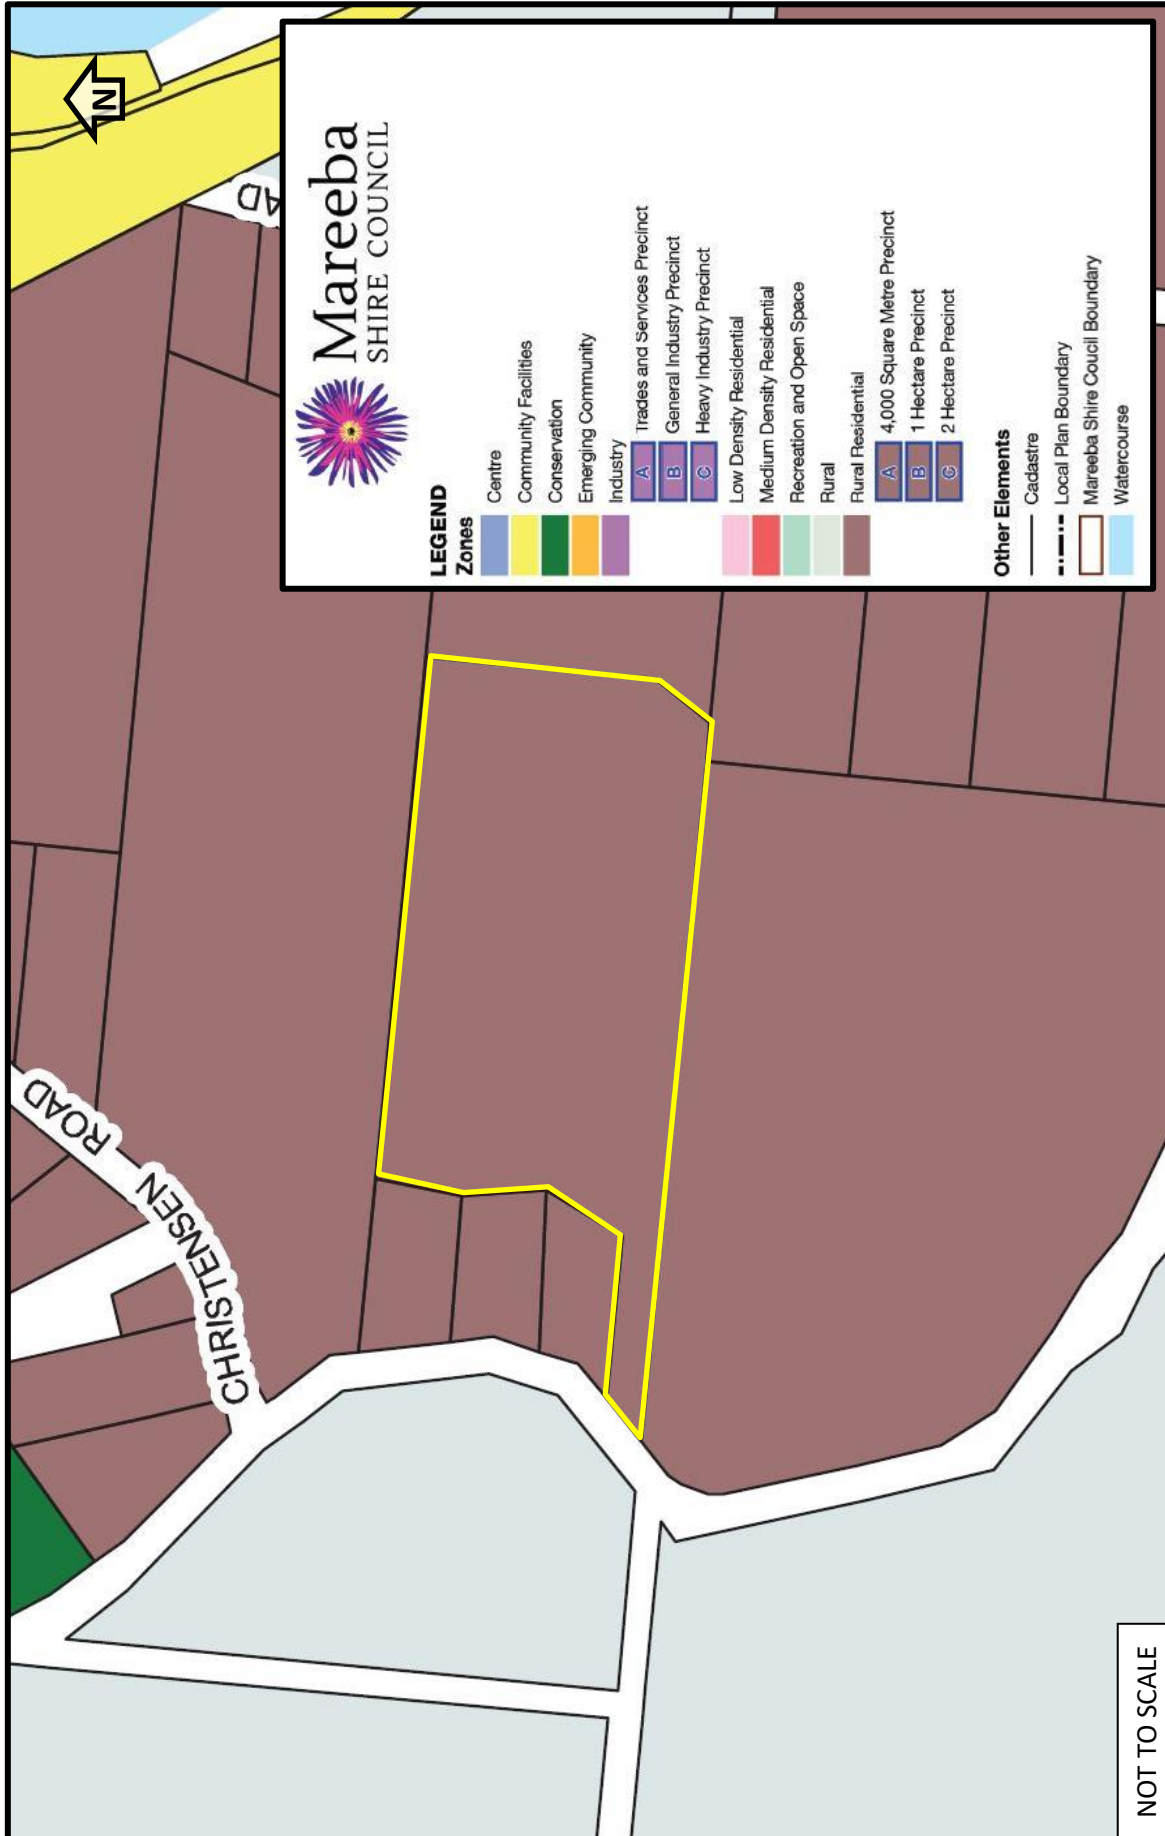 CHRISTENSEN ROAD
AD
N
Mareeba
SHIRE COUNCIL
LEGEND
Zones
Centre
Community Facilities
Conservation
Emerging Community
Industry
A Trades and Services Precinct
B General Industry Precinct
C Heavy Industry Precinct
Low Density Residential
Medium Density Residential
Recreation and Open Space
Rural
Rural Residential
A 4,000 Square Metre Precinct
B 1 Hectare Precinct
C 2 Hectare Precinct
Other Elements
Cadastre
Local Plan Boundary
Mareeba Shire Coucil Boundary
Watercourse
NOT TO SCALE